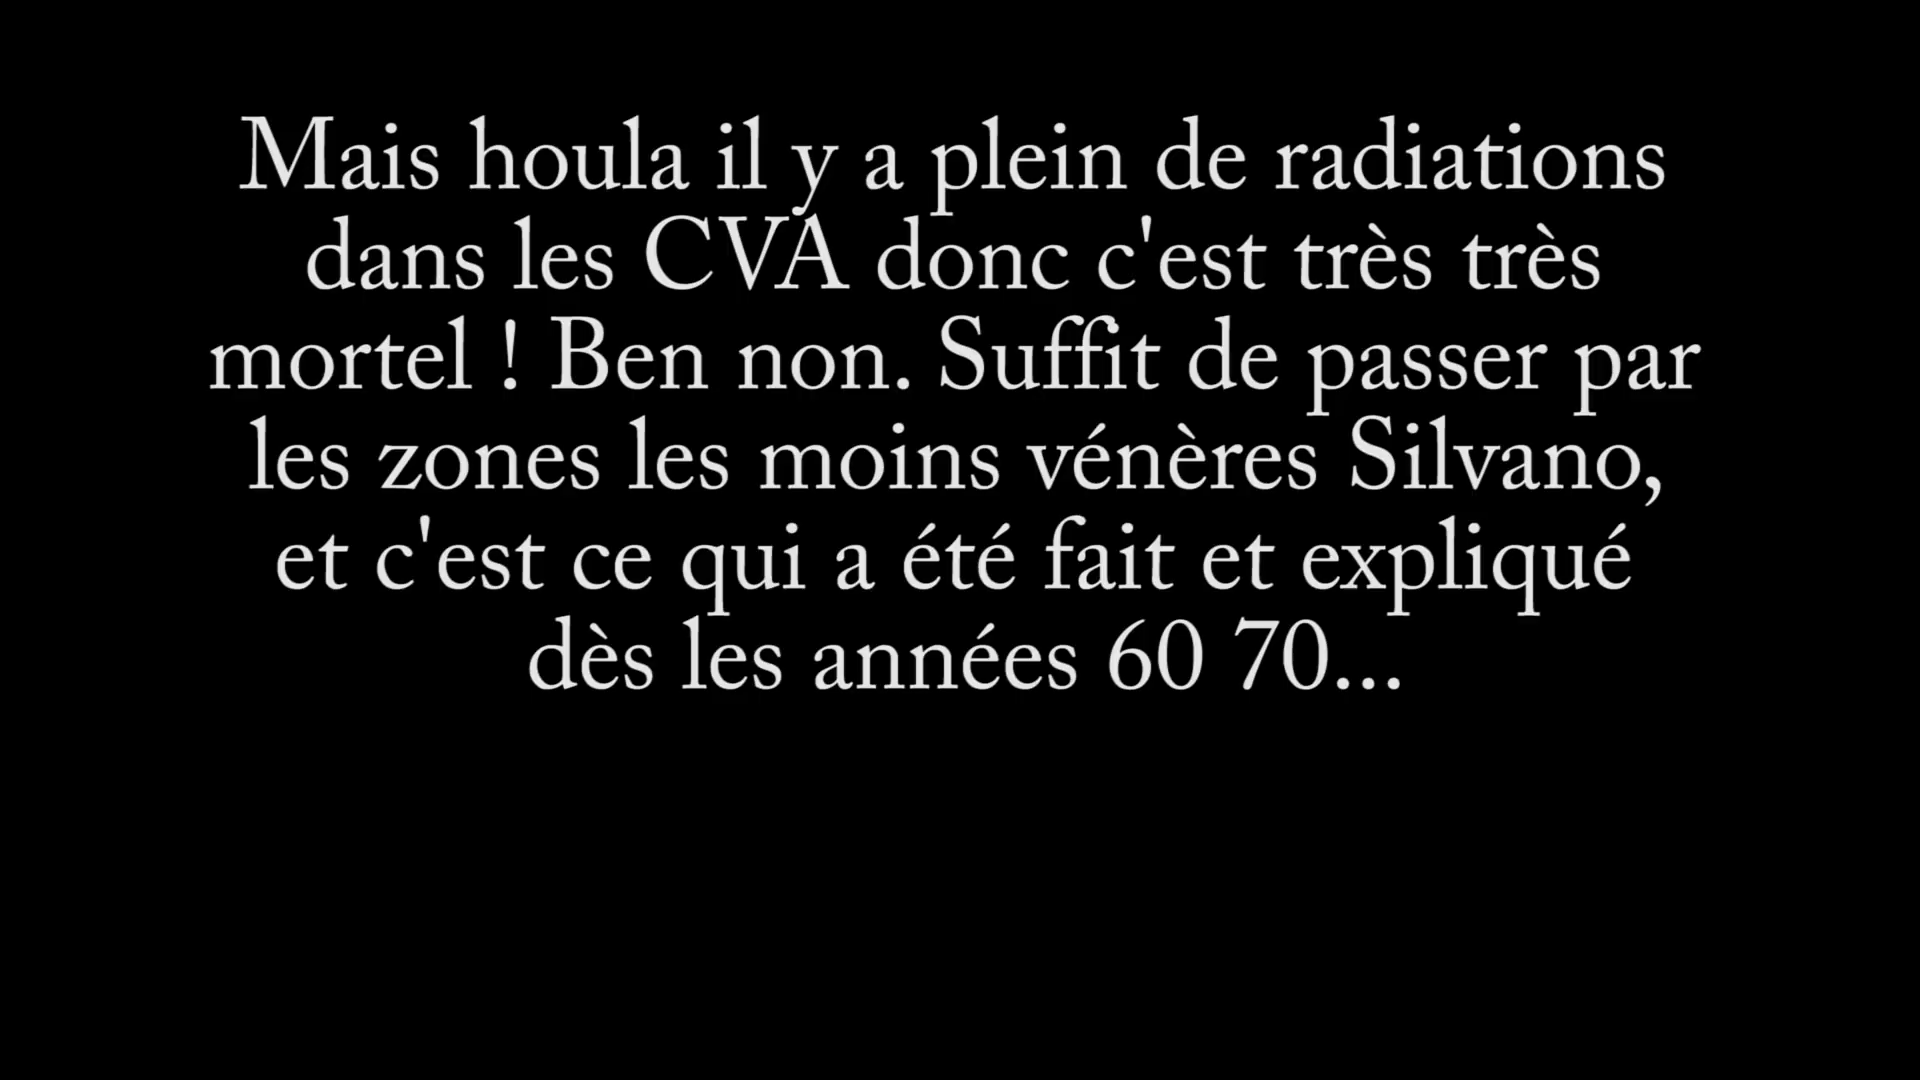 Mais houla il y a plein de radiations
dans les CVA donc c'est très très
mortel ! Ben non. Suffit de passer par
les zones les moins vénères Silvano,
et c'est ce qui a été fait et expliqué
dès les années 60 70...